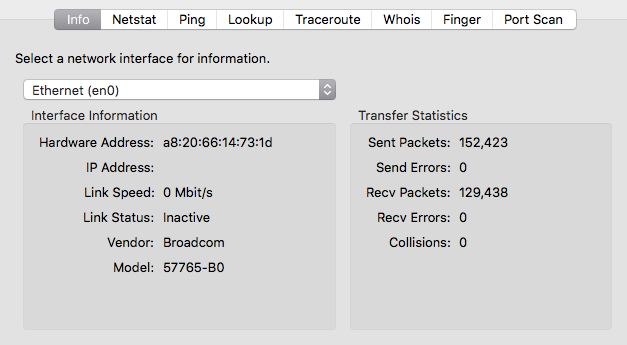 Info Netstat Ping Lookup Traceroute Whois Finger Port Scan
Select a network interface for information.
Ethernet (en0)
Interface Information
Hardware Address: a8:20:66:14:73:1d
IP Address:
Link Speed: 0 Mbit/s
Link Status: Inactive
Vendor: Broadcom
Model: 57765-B0
Transfer Statistics
Sent Packets: 152,423
Send Errors: 0
Recv Packets: 129,438
Recv Errors: 0
Collisions: 0